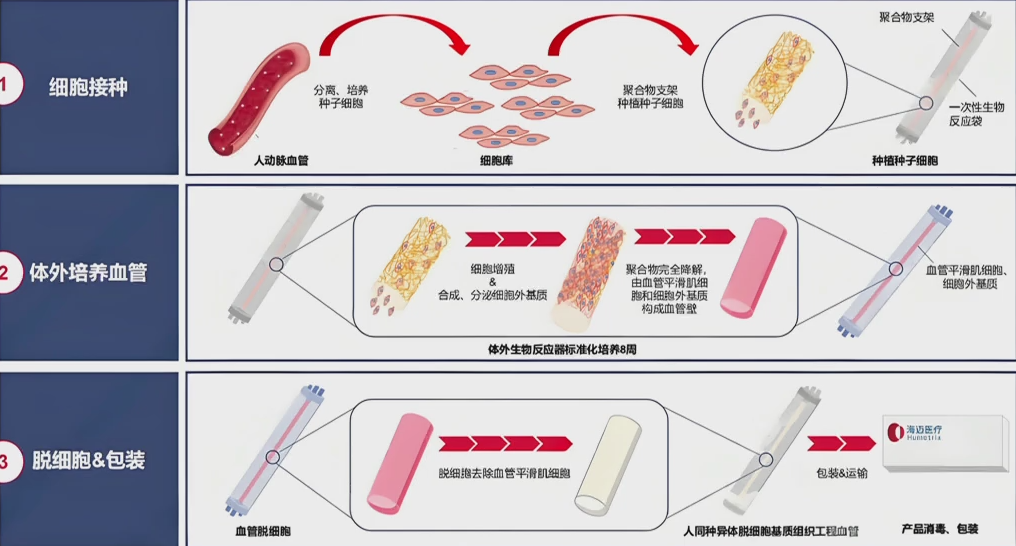 1
细胞接种
分离、培养
种子细胞
聚合物支架
种植种子细胞
聚合物支架
一次性生物
反应袋
人动脉血管
细胞库
种植种子细胞
2
体外培养血管
细胞增殖
&
合成、分泌细胞外基质
聚合物完全降解，
由血管平滑肌细
胞和细胞外基质
构成血管壁
血管平滑肌细胞、
细胞外基质
体外生物反应器标准化培养8周
3
脱细胞&包装
脱细胞去除血管平滑肌细胞
包装&运输
海迈医疗
Humetrix
血管脱细胞
人同种异体脱细胞基质组织工程血管
产品消毒、包装